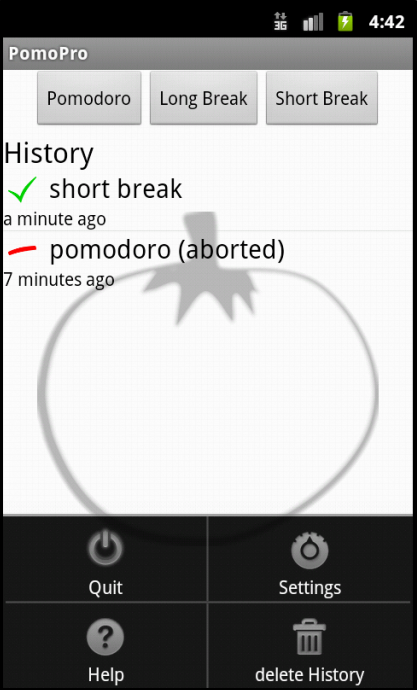 3G 4:42
PomoPro
Pomodoro Long Break Short Break
History
short break
a minute ago
pomodoro (aborted)
7 minutes ago
Quit Settings
Help delete History